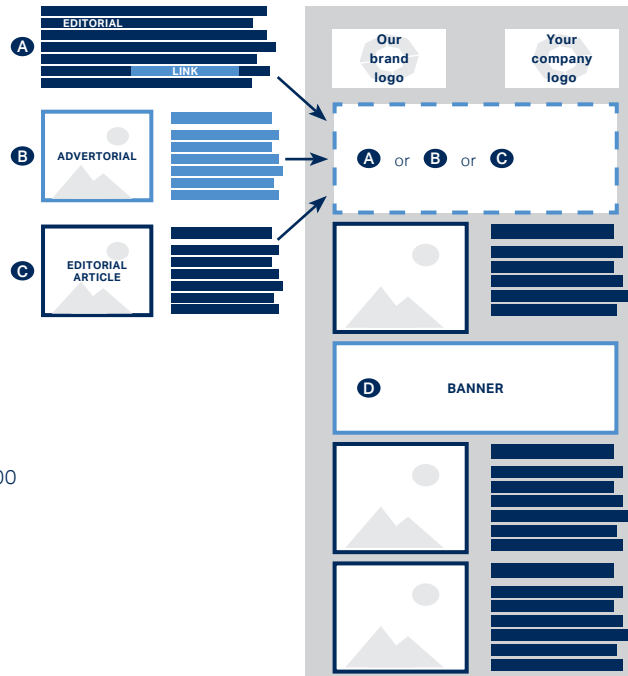 A
EDITORIAL
LINK
B
ADVERTORIAL
C
EDITORIAL
ARTICLE
00
Our
brand
logo
Your
company
logo
A or B or C
D BANNER